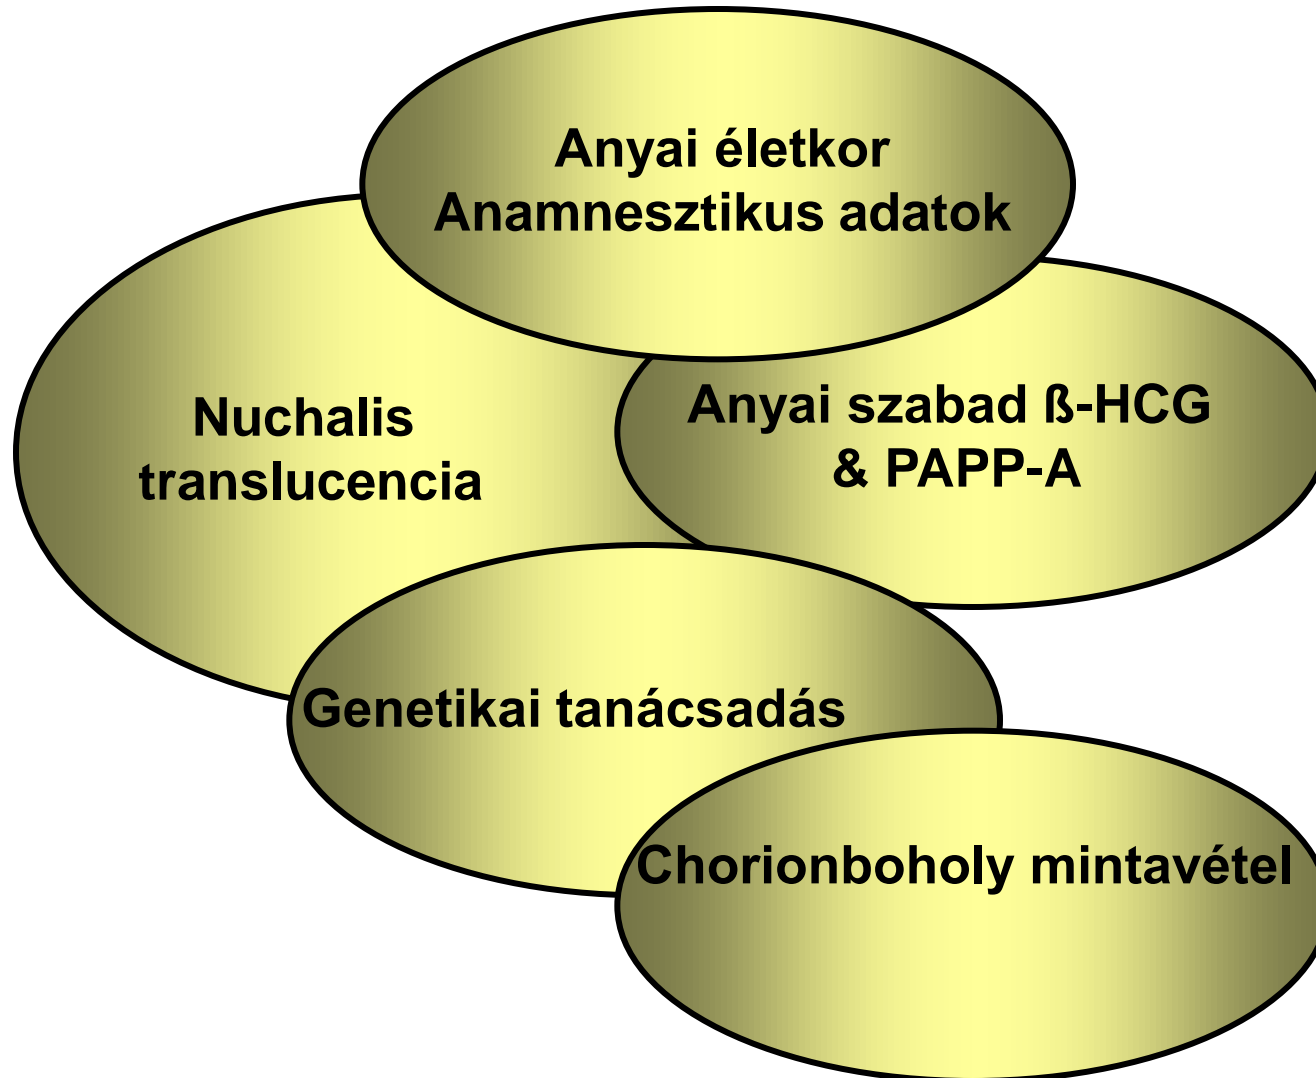 Anyai életkor
Anamnesztikus adatok
Nuchalis
translucencia
Anyai szabad ß-HCG
& PAPP-A
Genetikai tanácsadás
Chorionboholy mintavétel